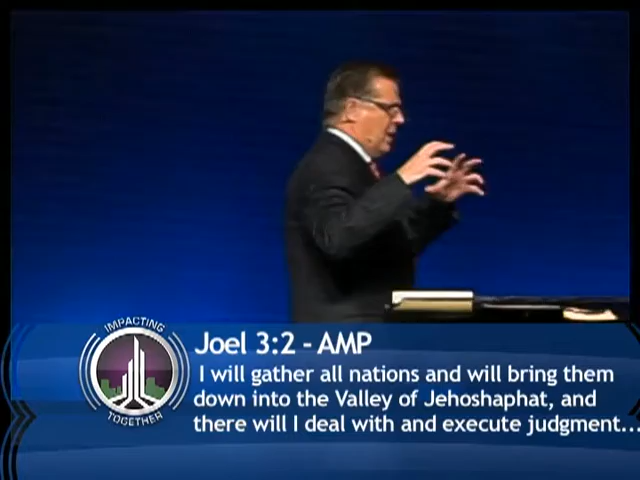 Joel 3:2 - AMP
I will gather all nations and will bring them
down into the Valley of Jehoshaphat, and
there will I deal with and execute judgment...
IMPACTING
TOGETHER